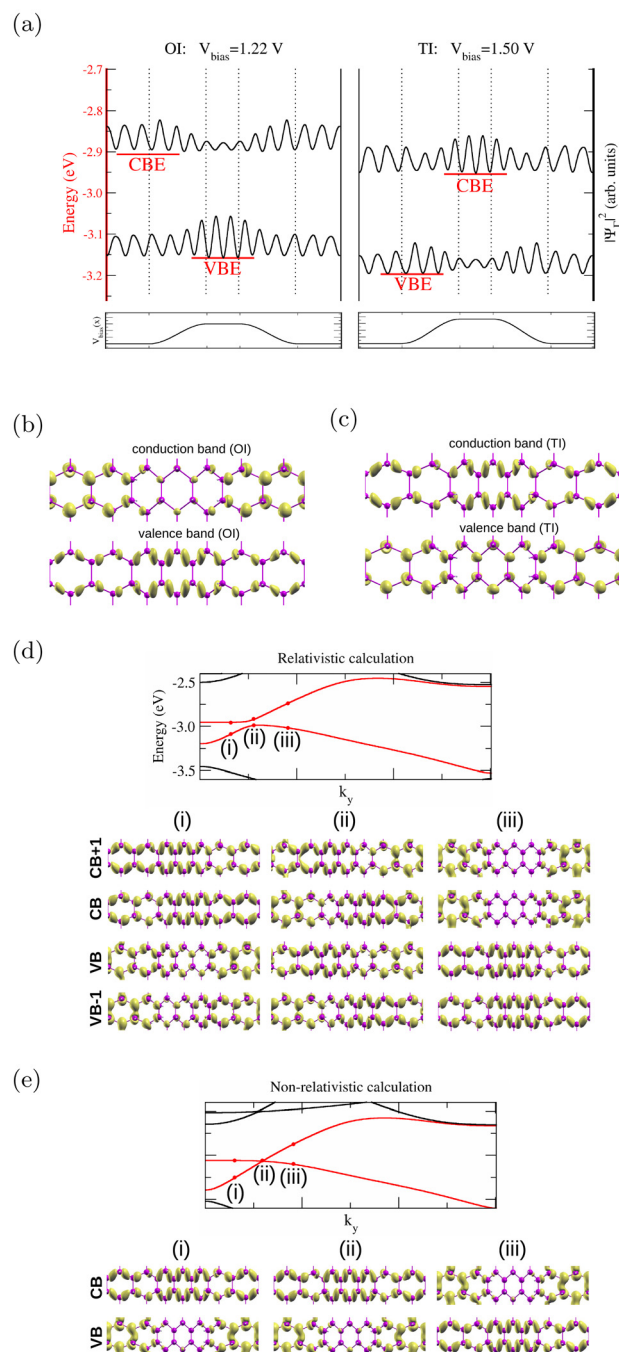 (a)
OI: V_bias=1.22 V
TI: V_bias=1.50 V
Energy (eV)
-2.7
-2.8
-2.9
-3.0
-3.1
-3.2
CBE
VBE
CBE
VBE
|Ψ_r|² (arb. units)
V_bias(x)
(b)
(c)
conduction band (OI)
conduction band (TI)
valence band (OI)
valence band (TI)
(d)
Relativistic calculation
Energy (eV)
-2.5
-3.0
-3.5
(i)
(ii)
(iii)
k_y
(i)
(ii)
(iii)
CB+1
CB
VB
VB-1
(e)
Non-relativistic calculation
(i)
(ii)
(iii)
k_y
(i)
(ii)
(iii)
CB
VB